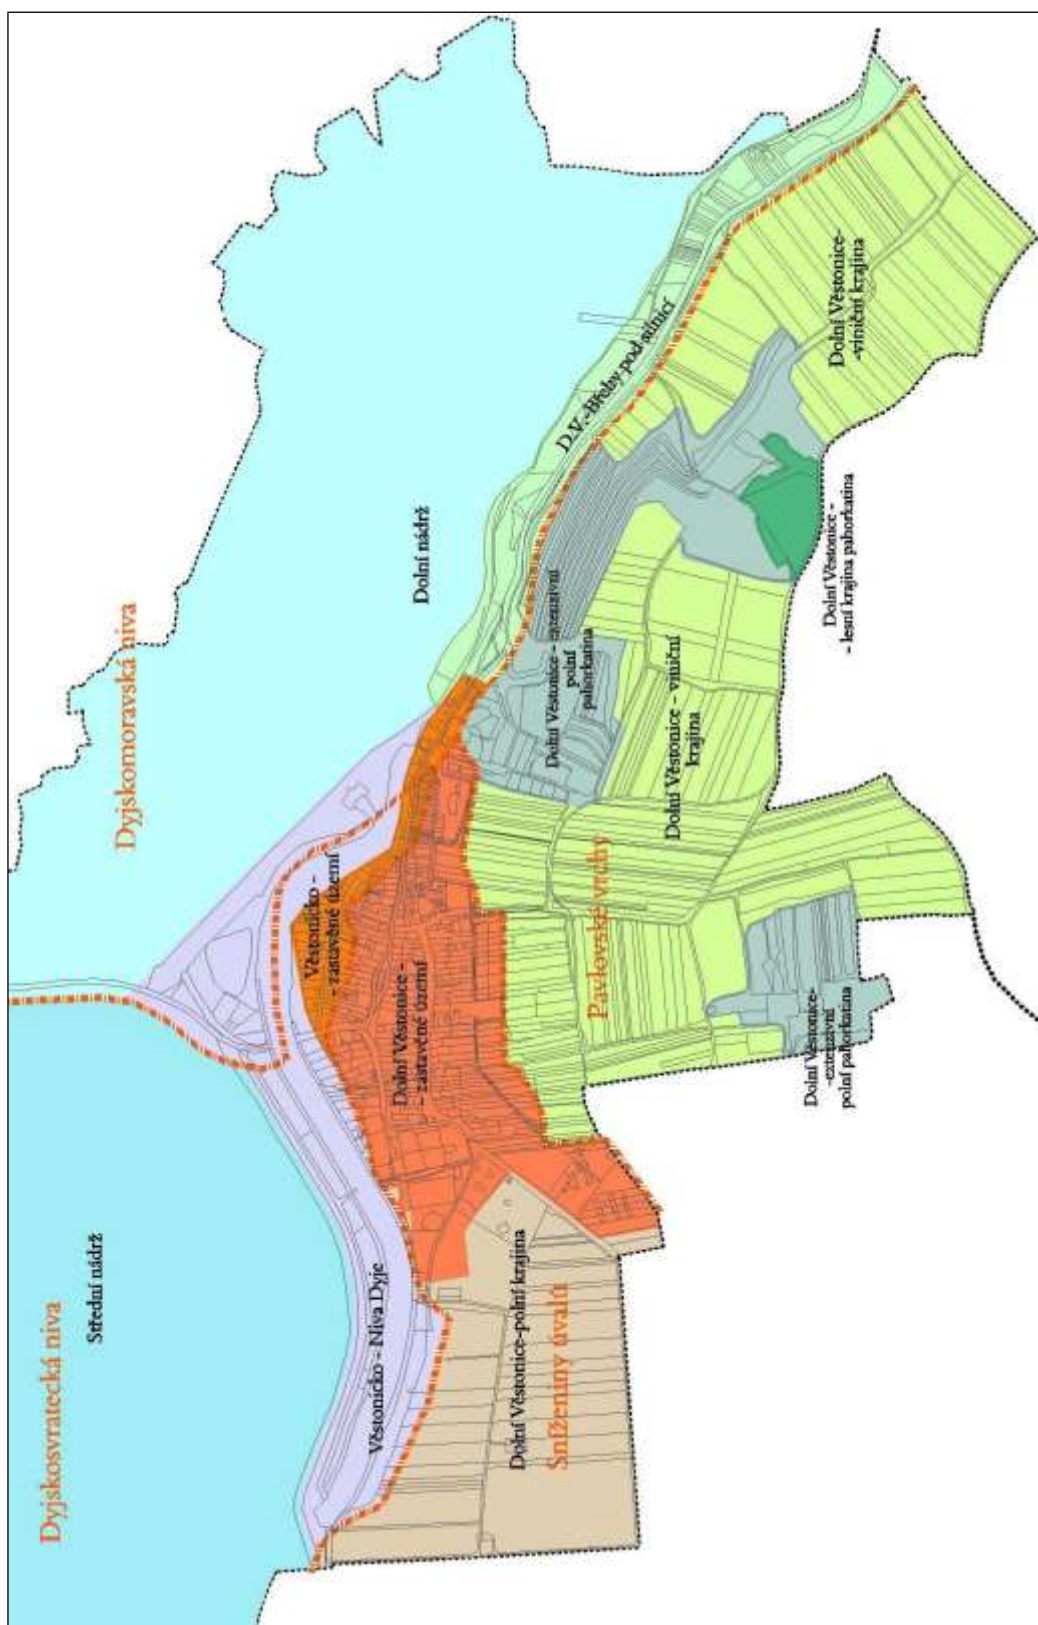 Dyjskosvratecká niva
Střední nádrž
Dyjskomoravská niva
Dolní nádrž
Věstonicko - Niva Dyje
Věstonicko -
- zastavěné území
Dolní Věstonice -
- zastavěné území
Dolní Věstonice-polní krajina
Sníženiny úvalů
Pavlovské vrchy
D.V.-Břehy pod silnicí
Dolní Věstonice - extenzivní
polní
pahorkatina
Dolní Věstonice - viniční
krajina
Dolní Věstonice-
-viniční krajina
Dolní Věstonice -
- lesní krajina pahorkatina
Dolní Věstonice-
-extenzivní
polní pahorkatina